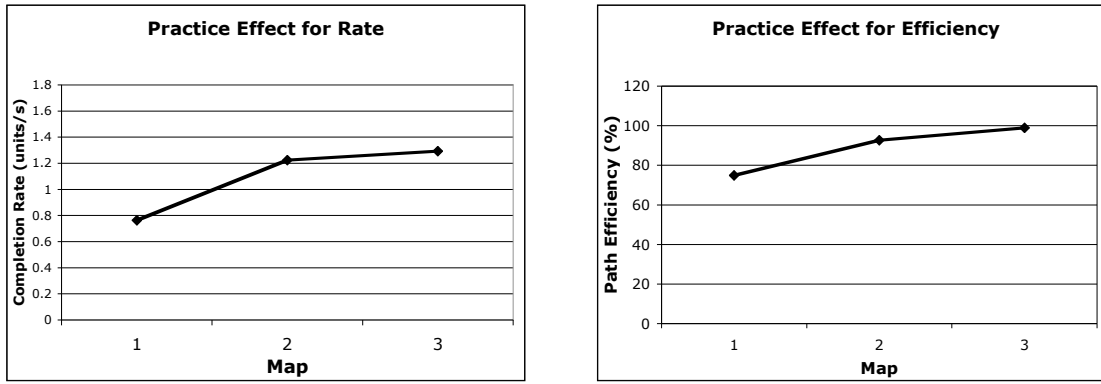 Practice Effect for Rate
Completion Rate (units/s)
1.8
1.6
1.4
1.2
1
0.8
0.6
0.4
0.2
0
1 2 3
Map
Practice Effect for Efficiency
Path Efficiency (%)
120
100
80
60
40
20
0
1 2 3
Map